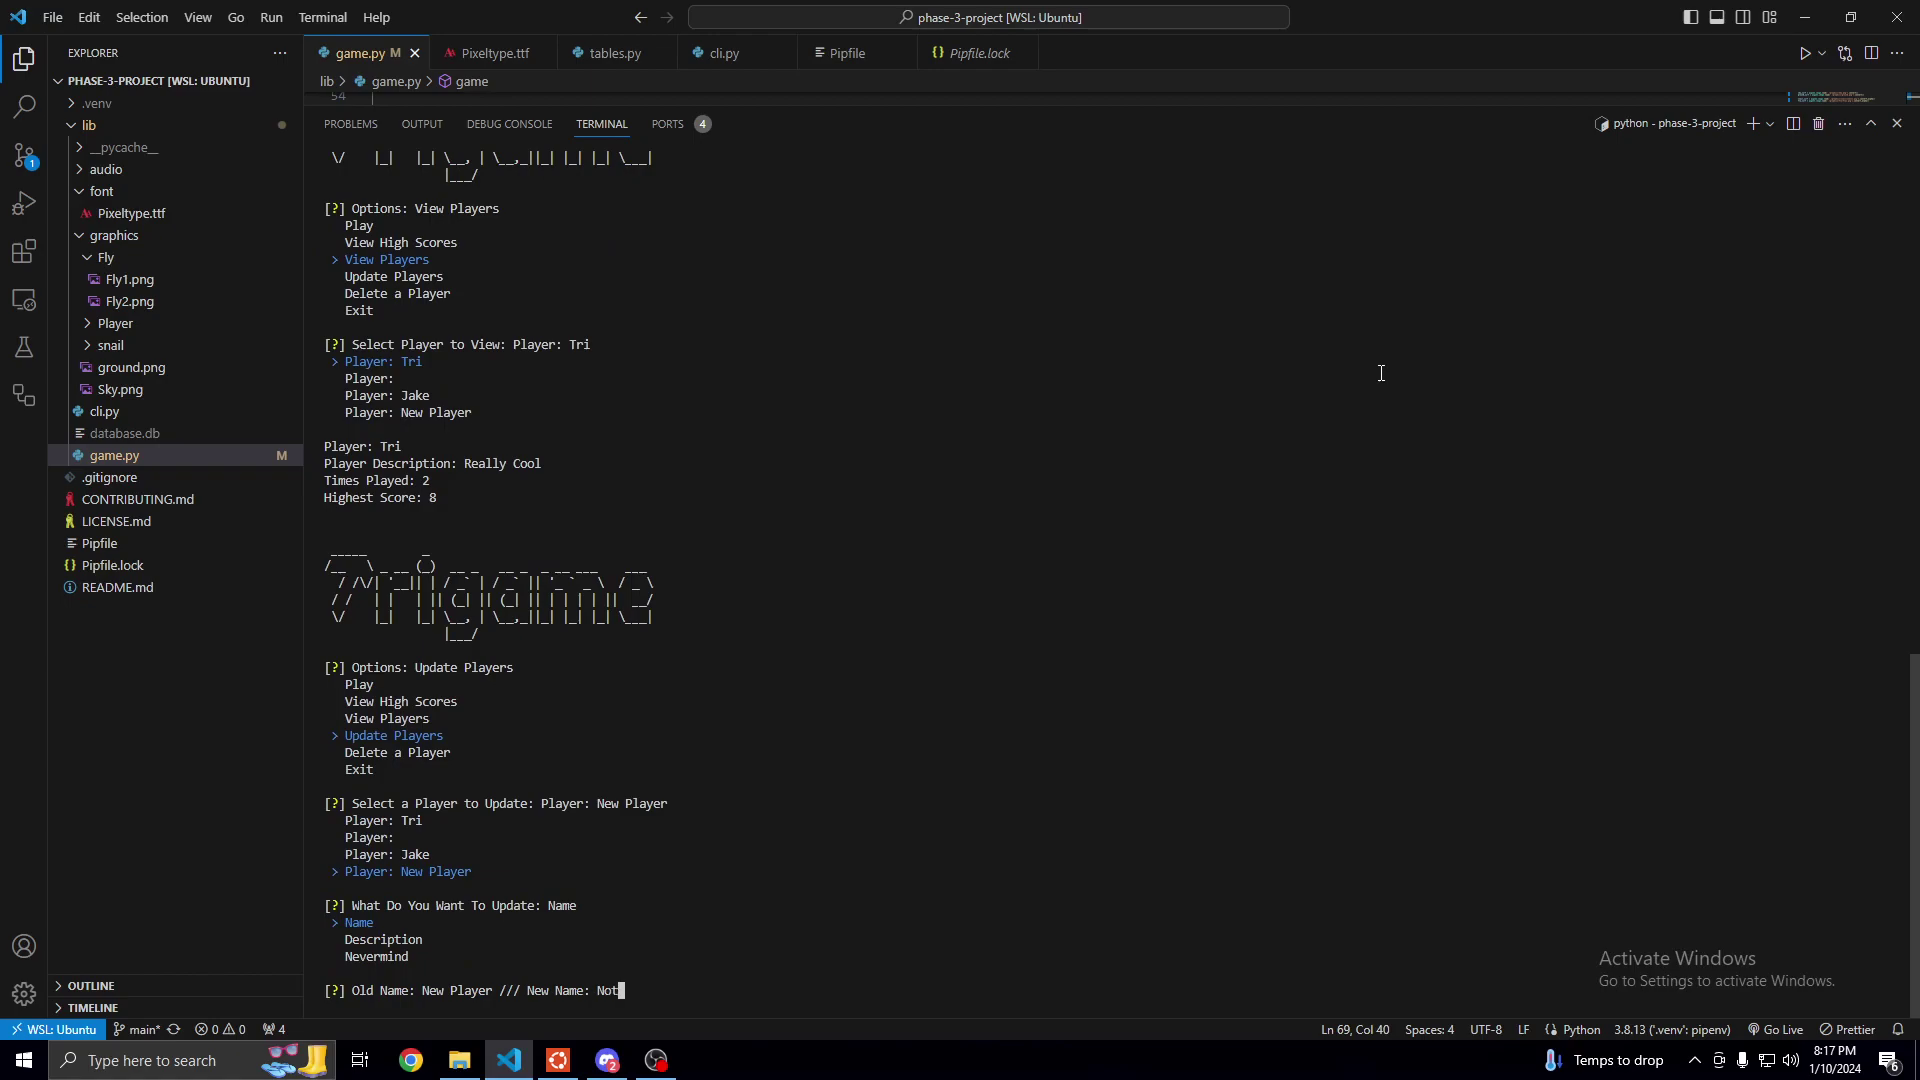 File Edit Selection View Go Run Terminal Help
phase-3-project [WSL: Ubuntu]
EXPLORER
game.py M
Pixeltype.ttf
tables.py
cli.py
Pipfile
Pipfile.lock
PHASE-3-PROJECT [WSL: UBUNTU]
lib > game.py > game
.venv
54
lib
__pycache__
audio
font
Pixeltype.ttf
graphics
Fly
Fly1.png
Fly2.png
Player
snail
ground.png
Sky.png
cli.py
database.db
game.py M
.gitignore
CONTRIBUTING.md
LICENSE.md
Pipfile
Pipfile.lock
README.md
OUTLINE
TIMELINE
1
PROBLEMS OUTPUT DEBUG CONSOLE TERMINAL PORTS 4
python - phase-3-project
[?] Options: View Players
Play
View High Scores
> View Players
Update Players
Delete a Player
Exit
[?] Select Player to View: Player: Tri
> Player: Tri
Player:
Player: Jake
Player: New Player
Player: Tri
Player Description: Really Cool
Times Played: 2
Highest Score: 8
Trigame
[?] Options: Update Players
Play
View High Scores
View Players
> Update Players
Delete a Player
Exit
[?] Select a Player to Update: Player: New Player
Player: Tri
Player:
Player: Jake
> Player: New Player
[?] What Do You Want To Update: Name
> Name
Description
Nevermind
[?] Old Name: New Player /// New Name: Not
Activate Windows
Go to Settings to activate Windows.
WSL: Ubuntu main* 0 0 4
Ln 69, Col 40 Spaces: 4 UTF-8 LF Python 3.8.13 ('.venv': pipenv) Go Live Prettier
Type here to search
2
Temps to drop
8:17 PM
1/10/2024
6